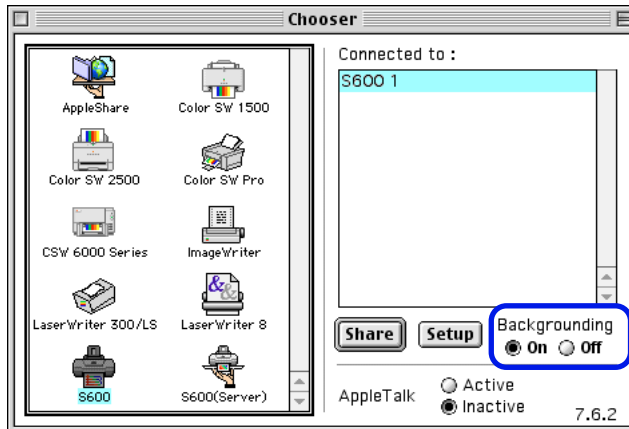 Chooser
AppleShare
Color SW 1500
Color SW 2500
Color SW Pro
CSW 6000 Series
ImageWriter
LaserWriter 300/LS
LaserWriter 8
S600
S600(Server)
Connected to :
S600 1
Share
Setup
Backgrounding
On Off
AppleTalk
Active
Inactive
7.6.2